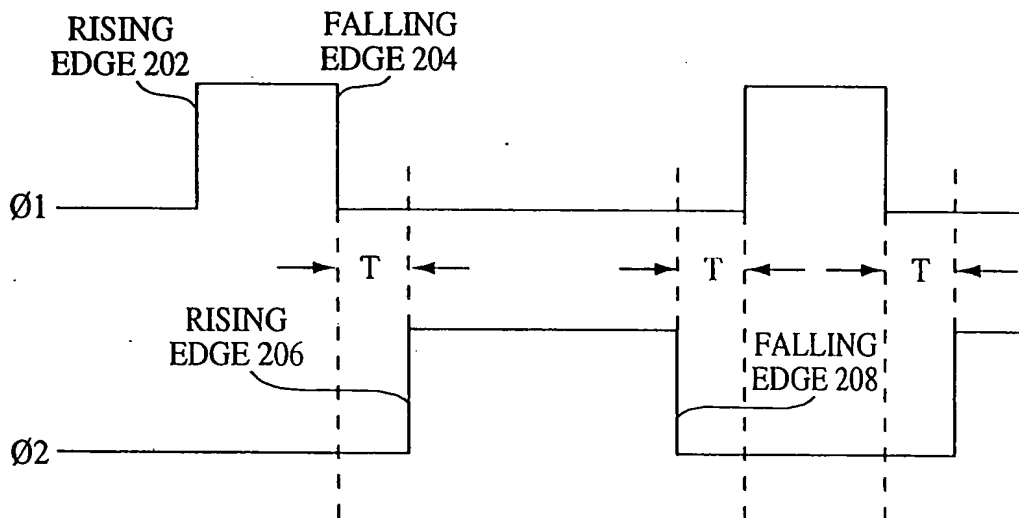 RISING
EDGE 202
FALLING
EDGE 204
Ø1
T
T
T
RISING
EDGE 206
FALLING
EDGE 208
Ø2